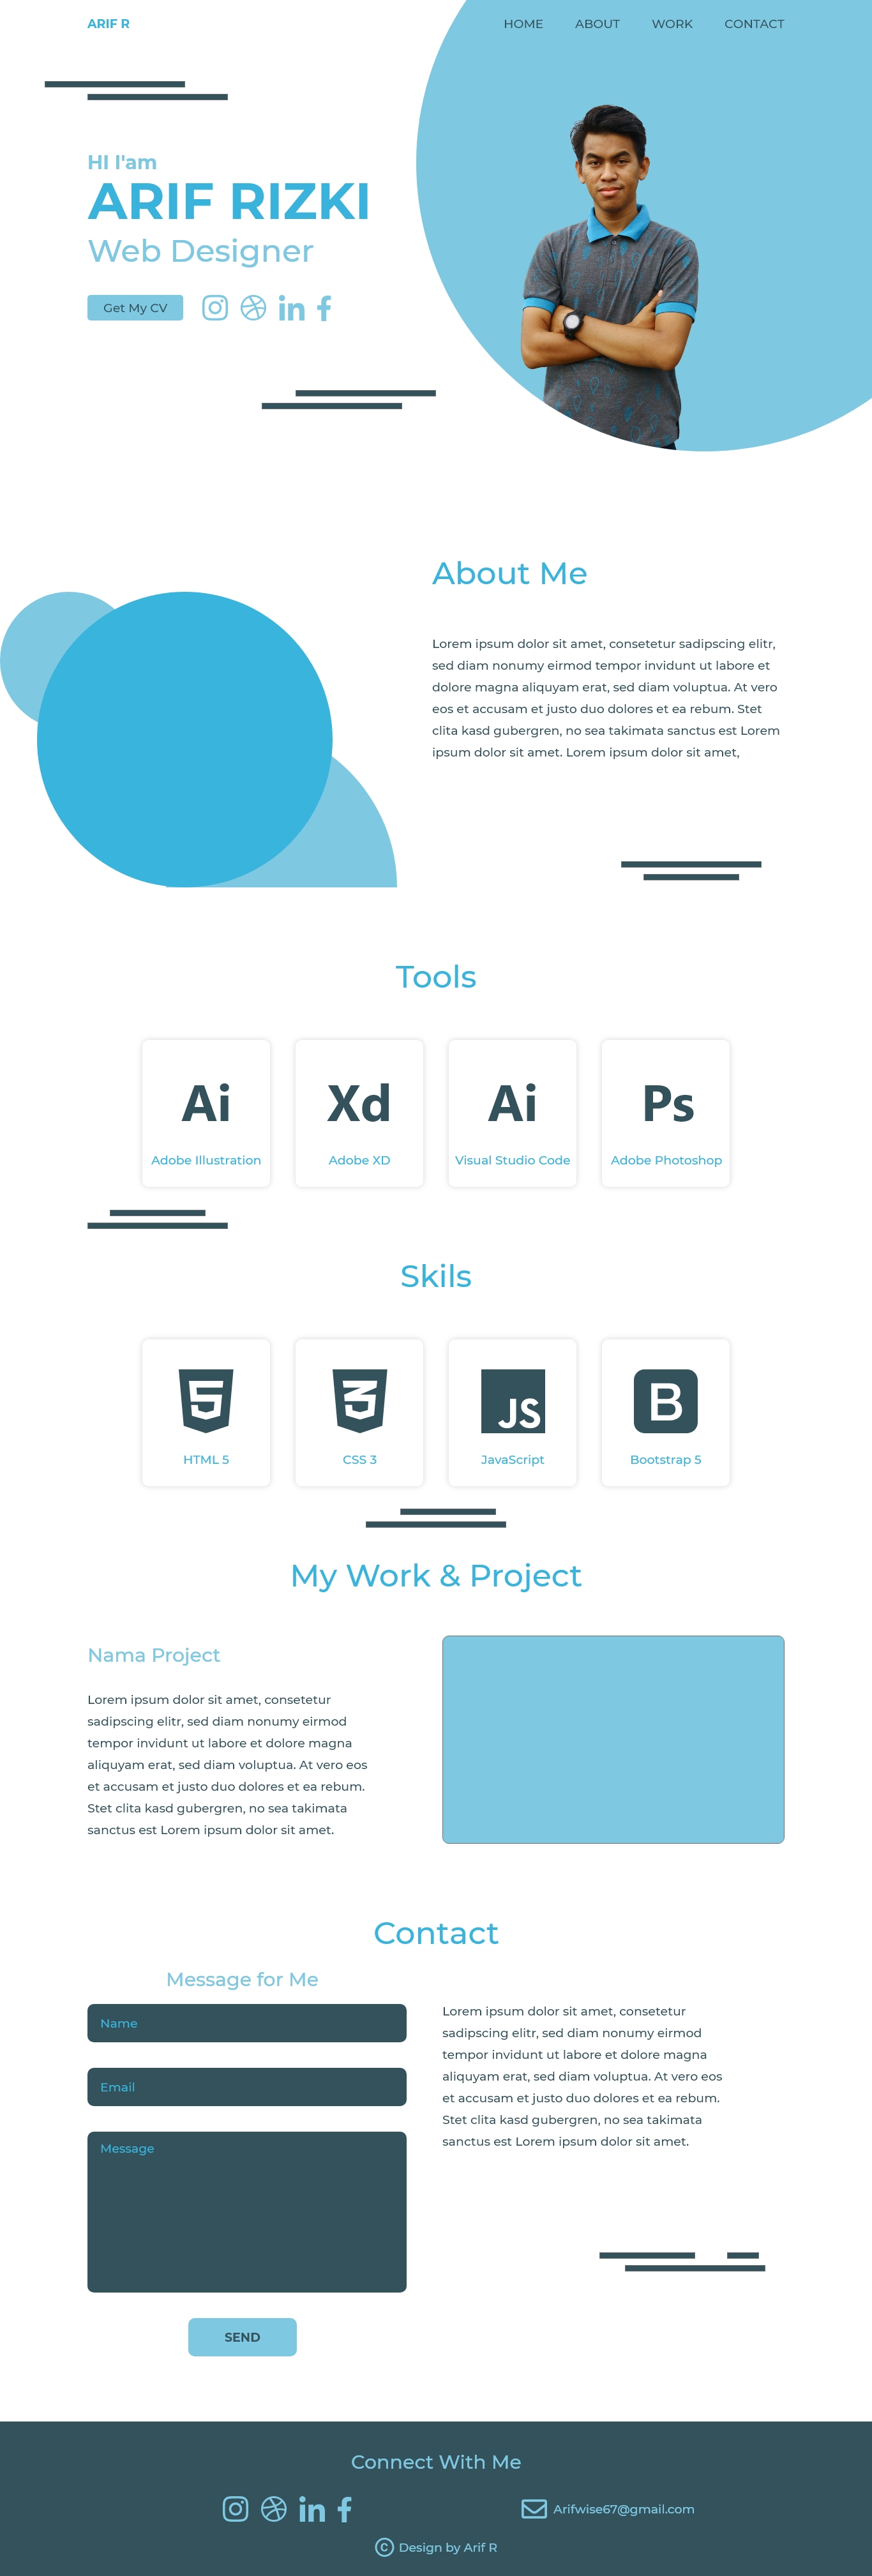 ARIF R
HOME
ABOUT
WORK
CONTACT
HI I'am
ARIF RIZKI
Web Designer
Get My CV
About Me
Lorem ipsum dolor sit amet, consetetur sadipscing elitr,
sed diam nonumy eirmod tempor invidunt ut labore et
dolore magna aliquyam erat, sed diam voluptua. At vero
eos et accusam et justo duo dolores et ea rebum. Stet
clita kasd gubergren, no sea takimata sanctus est Lorem
ipsum dolor sit amet. Lorem ipsum dolor sit amet,
Tools
Ai
Adobe Illustration
Xd
Adobe XD
Ai
Visual Studio Code
Ps
Adobe Photoshop
Skils
5
HTML 5
3
CSS 3
JS
JavaScript
B
Bootstrap 5
My Work & Project
Nama Project
Lorem ipsum dolor sit amet, consetetur
sadipscing elitr, sed diam nonumy eirmod
tempor invidunt ut labore et dolore magna
aliquyam erat, sed diam voluptua. At vero eos
et accusam et justo duo dolores et ea rebum.
Stet clita kasd gubergren, no sea takimata
sanctus est Lorem ipsum dolor sit amet.
Contact
Message for Me
Name
Email
Message
SEND
Lorem ipsum dolor sit amet, consetetur
sadipscing elitr, sed diam nonumy eirmod
tempor invidunt ut labore et dolore magna
aliquyam erat, sed diam voluptua. At vero eos
et accusam et justo duo dolores et ea rebum.
Stet clita kasd gubergren, no sea takimata
sanctus est Lorem ipsum dolor sit amet.
Connect With Me
in
Arifwise67@gmail.com
© Design by Arif R